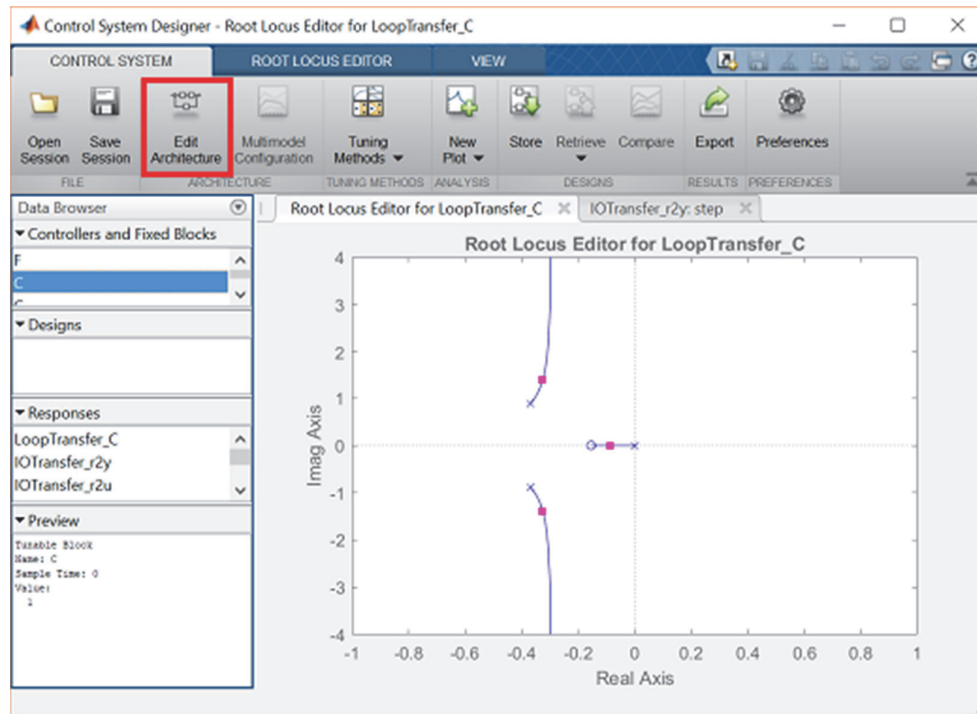 Control System Designer - Root Locus Editor for LoopTransfer_C
CONTROL SYSTEM ROOT LOCUS EDITOR VIEW
Open Session
Save Session
Edit Architecture
Multimodel Configuration
Tuning Methods
New Plot
Store
Retrieve
Compare
Export
Preferences
FILE ARCHITECTURE TUNING METHODS ANALYSIS DESIGNS RESULTS PREFERENCES
Data Browser
Root Locus Editor for LoopTransfer_C
IOTransfer_r2y: step
Controllers and Fixed Blocks
F
C
Designs
Responses
LoopTransfer_C
IOTransfer_r2y
IOTransfer_r2u
Preview
Tunable Block
Name: C
Sample Time: 0
Value:
1
Root Locus Editor for LoopTransfer_C
Imag Axis
4
3
2
1
0
-1
-2
-3
-4
-1 -0.8 -0.6 -0.4 -0.2 0 0.2 0.4 0.6 0.8 1
Real Axis